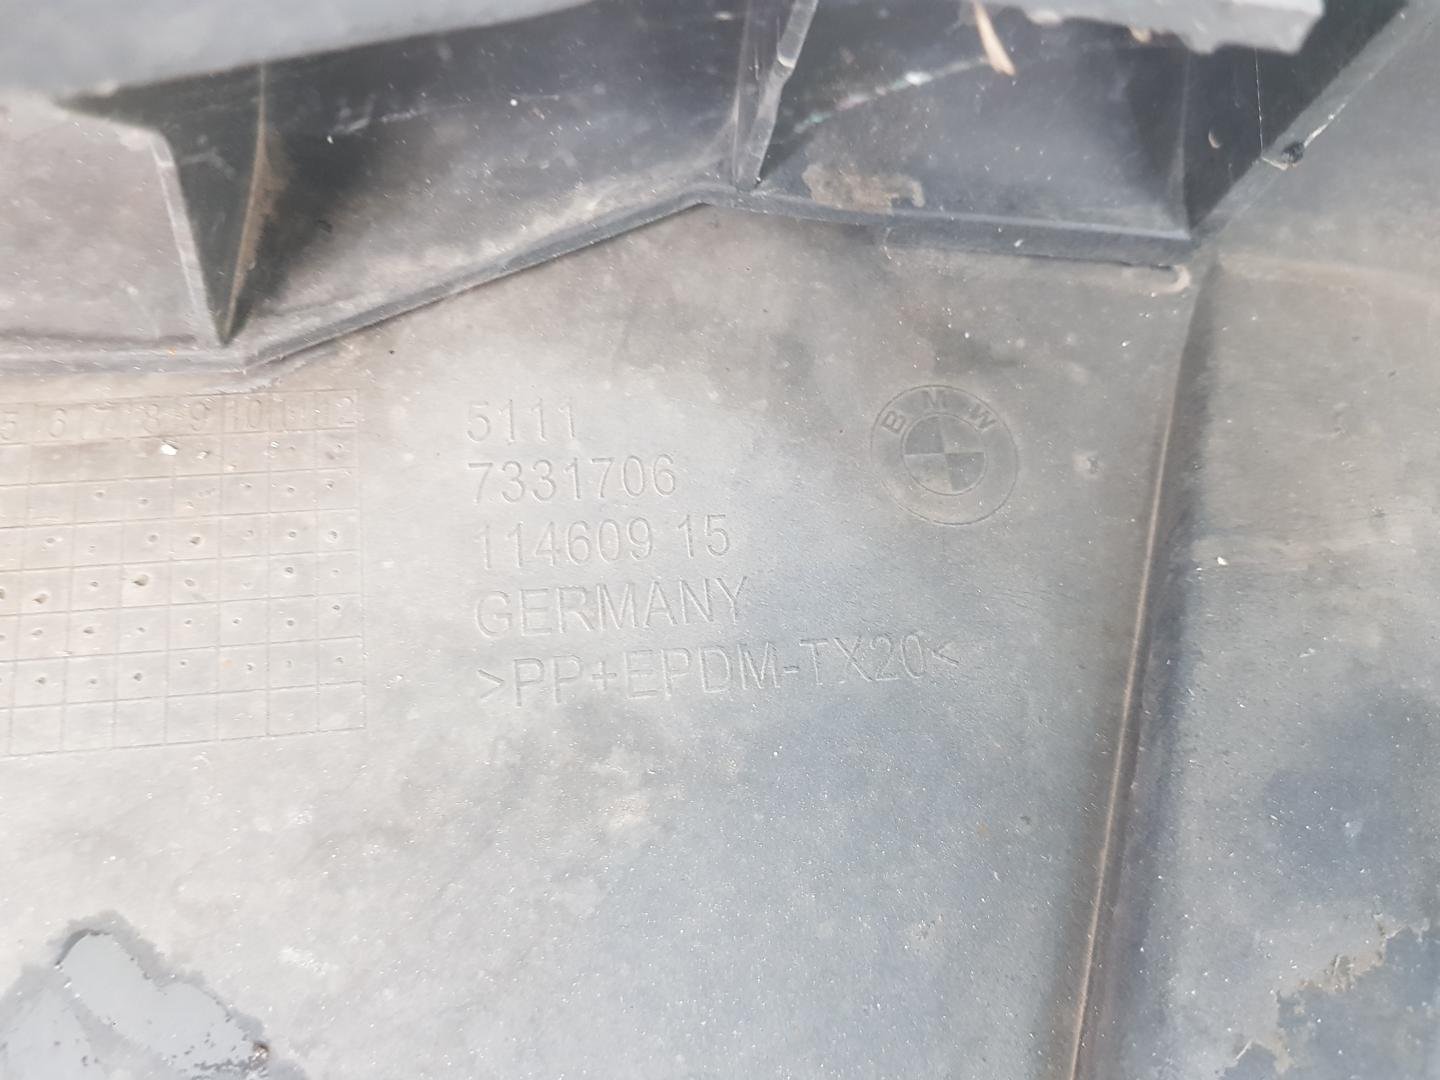 5 6 7 8 9 10 11 12
5111
7331706
114609 15
GERMANY
>PP+EPDM-TX20<
BMW